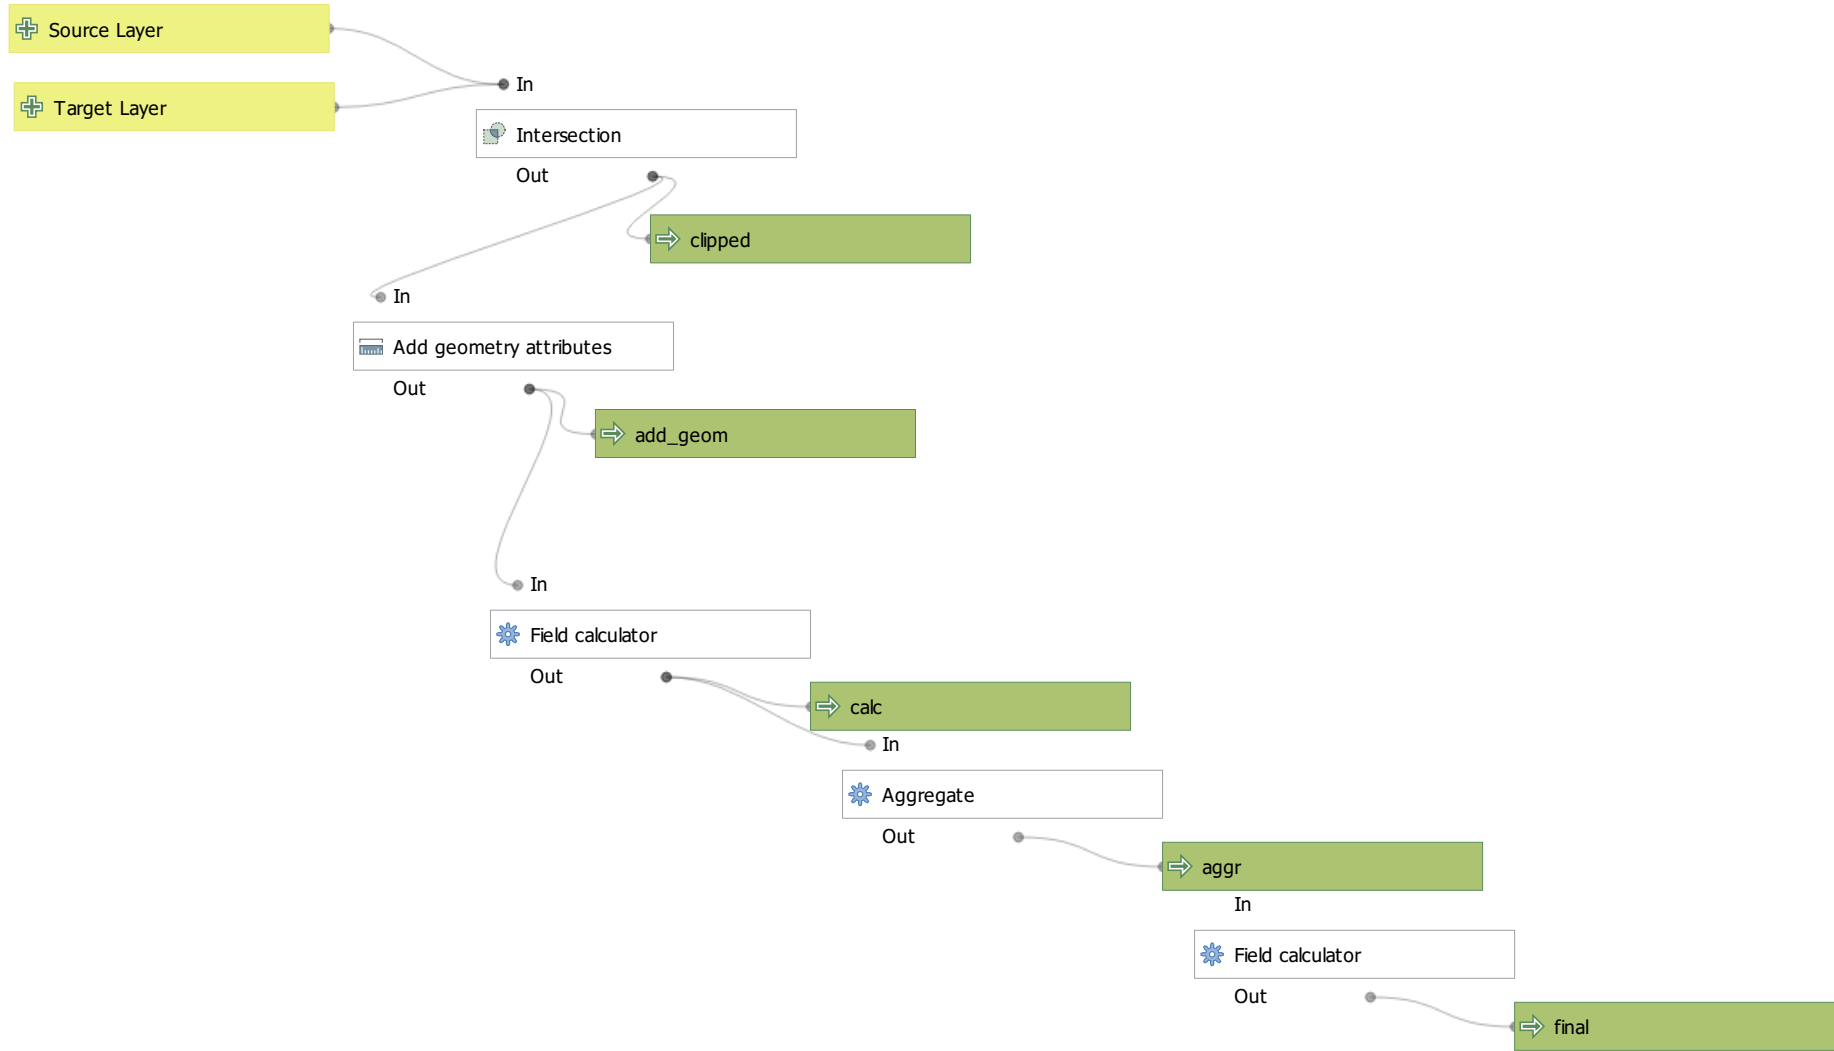 Source Layer
Target Layer
In
Intersection
Out
clipped
In
Add geometry attributes
Out
add_geom
In
Field calculator
Out
calc
In
Aggregate
Out
aggr
In
Field calculator
Out
final